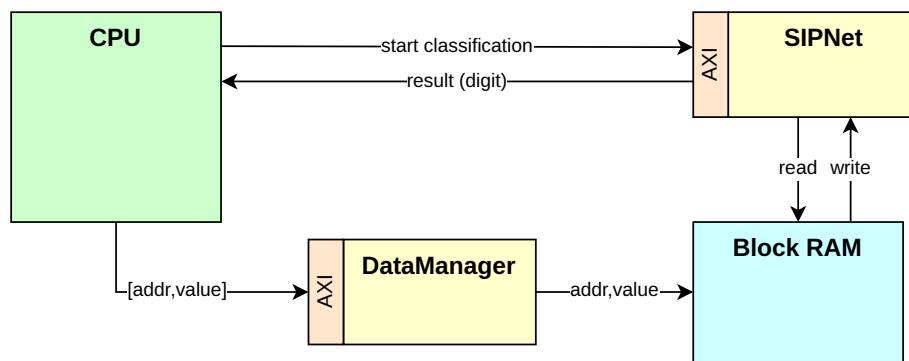 CPU
SIPNet
start classification
AXI
result (digit)
read
write
Block RAM
DataManager
AXI
[addr,value]
addr,value